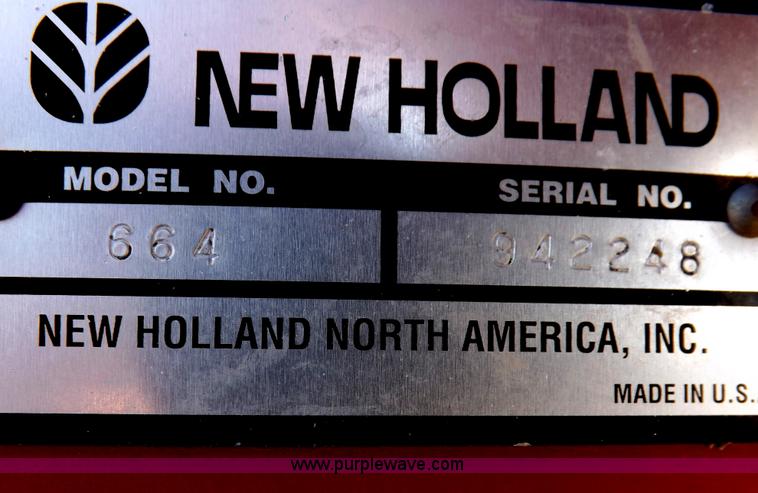 NEW HOLLAND
MODEL NO. SERIAL NO.
664 942248
NEW HOLLAND NORTH AMERICA, INC.
MADE IN U.S.
www.purplewave.com